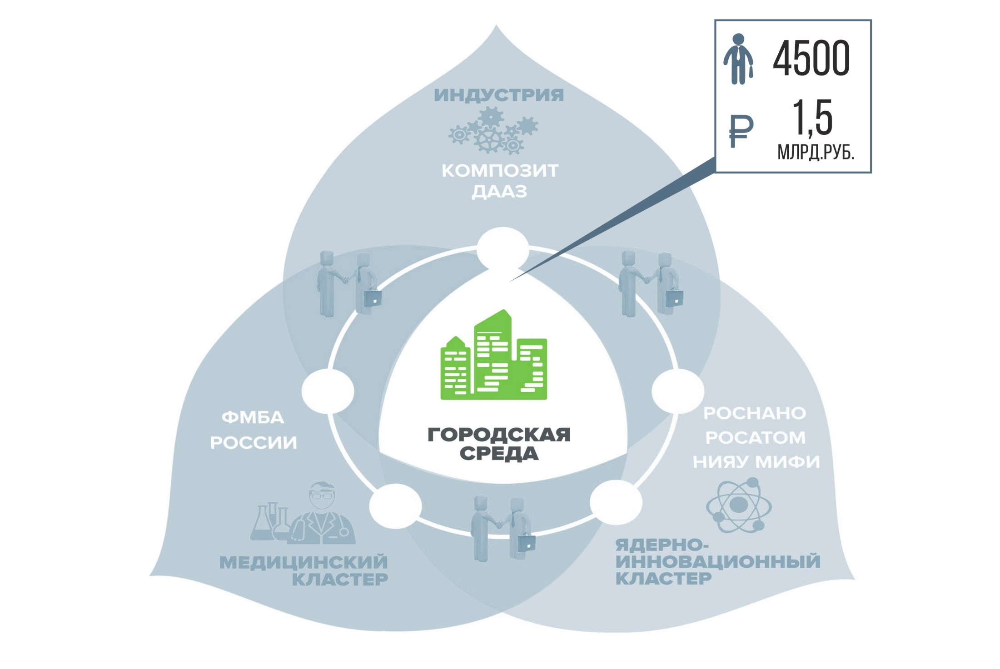 4500
1,5
МЛРД.РУБ.
ИНДУСТРИЯ
КОМПОЗИТ
ДААЗ
ГОРОДСКАЯ
СРЕДА
ФМБА
РОССИИ
МЕДИЦИНСКИЙ
КЛАСТЕР
РОСНАНО
РОСАТОМ
НИЯУ МИФИ
ЯДЕРНО-
ИННОВАЦИОННЫЙ
КЛАСТЕР